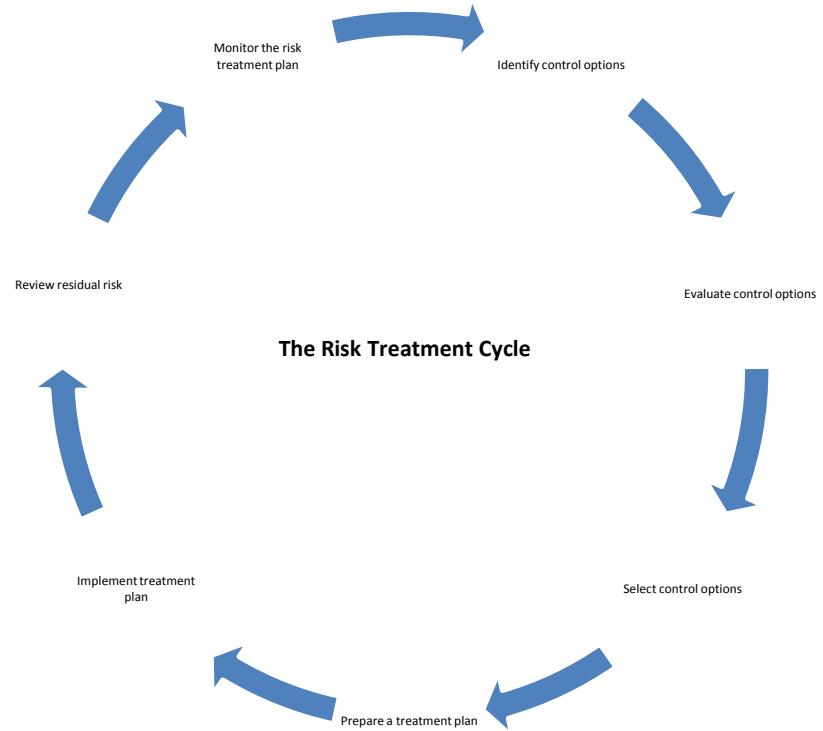 Monitor the risk
treatment plan
Identify control options
Evaluate control options
Select control options
Prepare a treatment plan
Implement treatment
plan
Review residual risk
The Risk Treatment Cycle